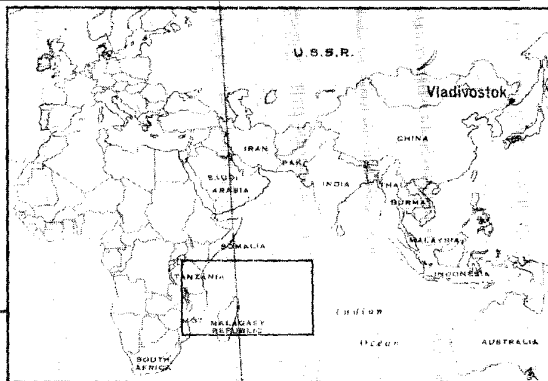 U.S.S.R.
Vladivostok
CHINA
IRAN
PAK
SAUDI
ARABIA
INDIA
THAI
BURMA
MALAYSIA
SOMALIA
INDONESIA
TANZANIA
Indian
MALAGASY
REPUBLIC
Ocean
AUSTRALIA
SOUTH
AFRICA